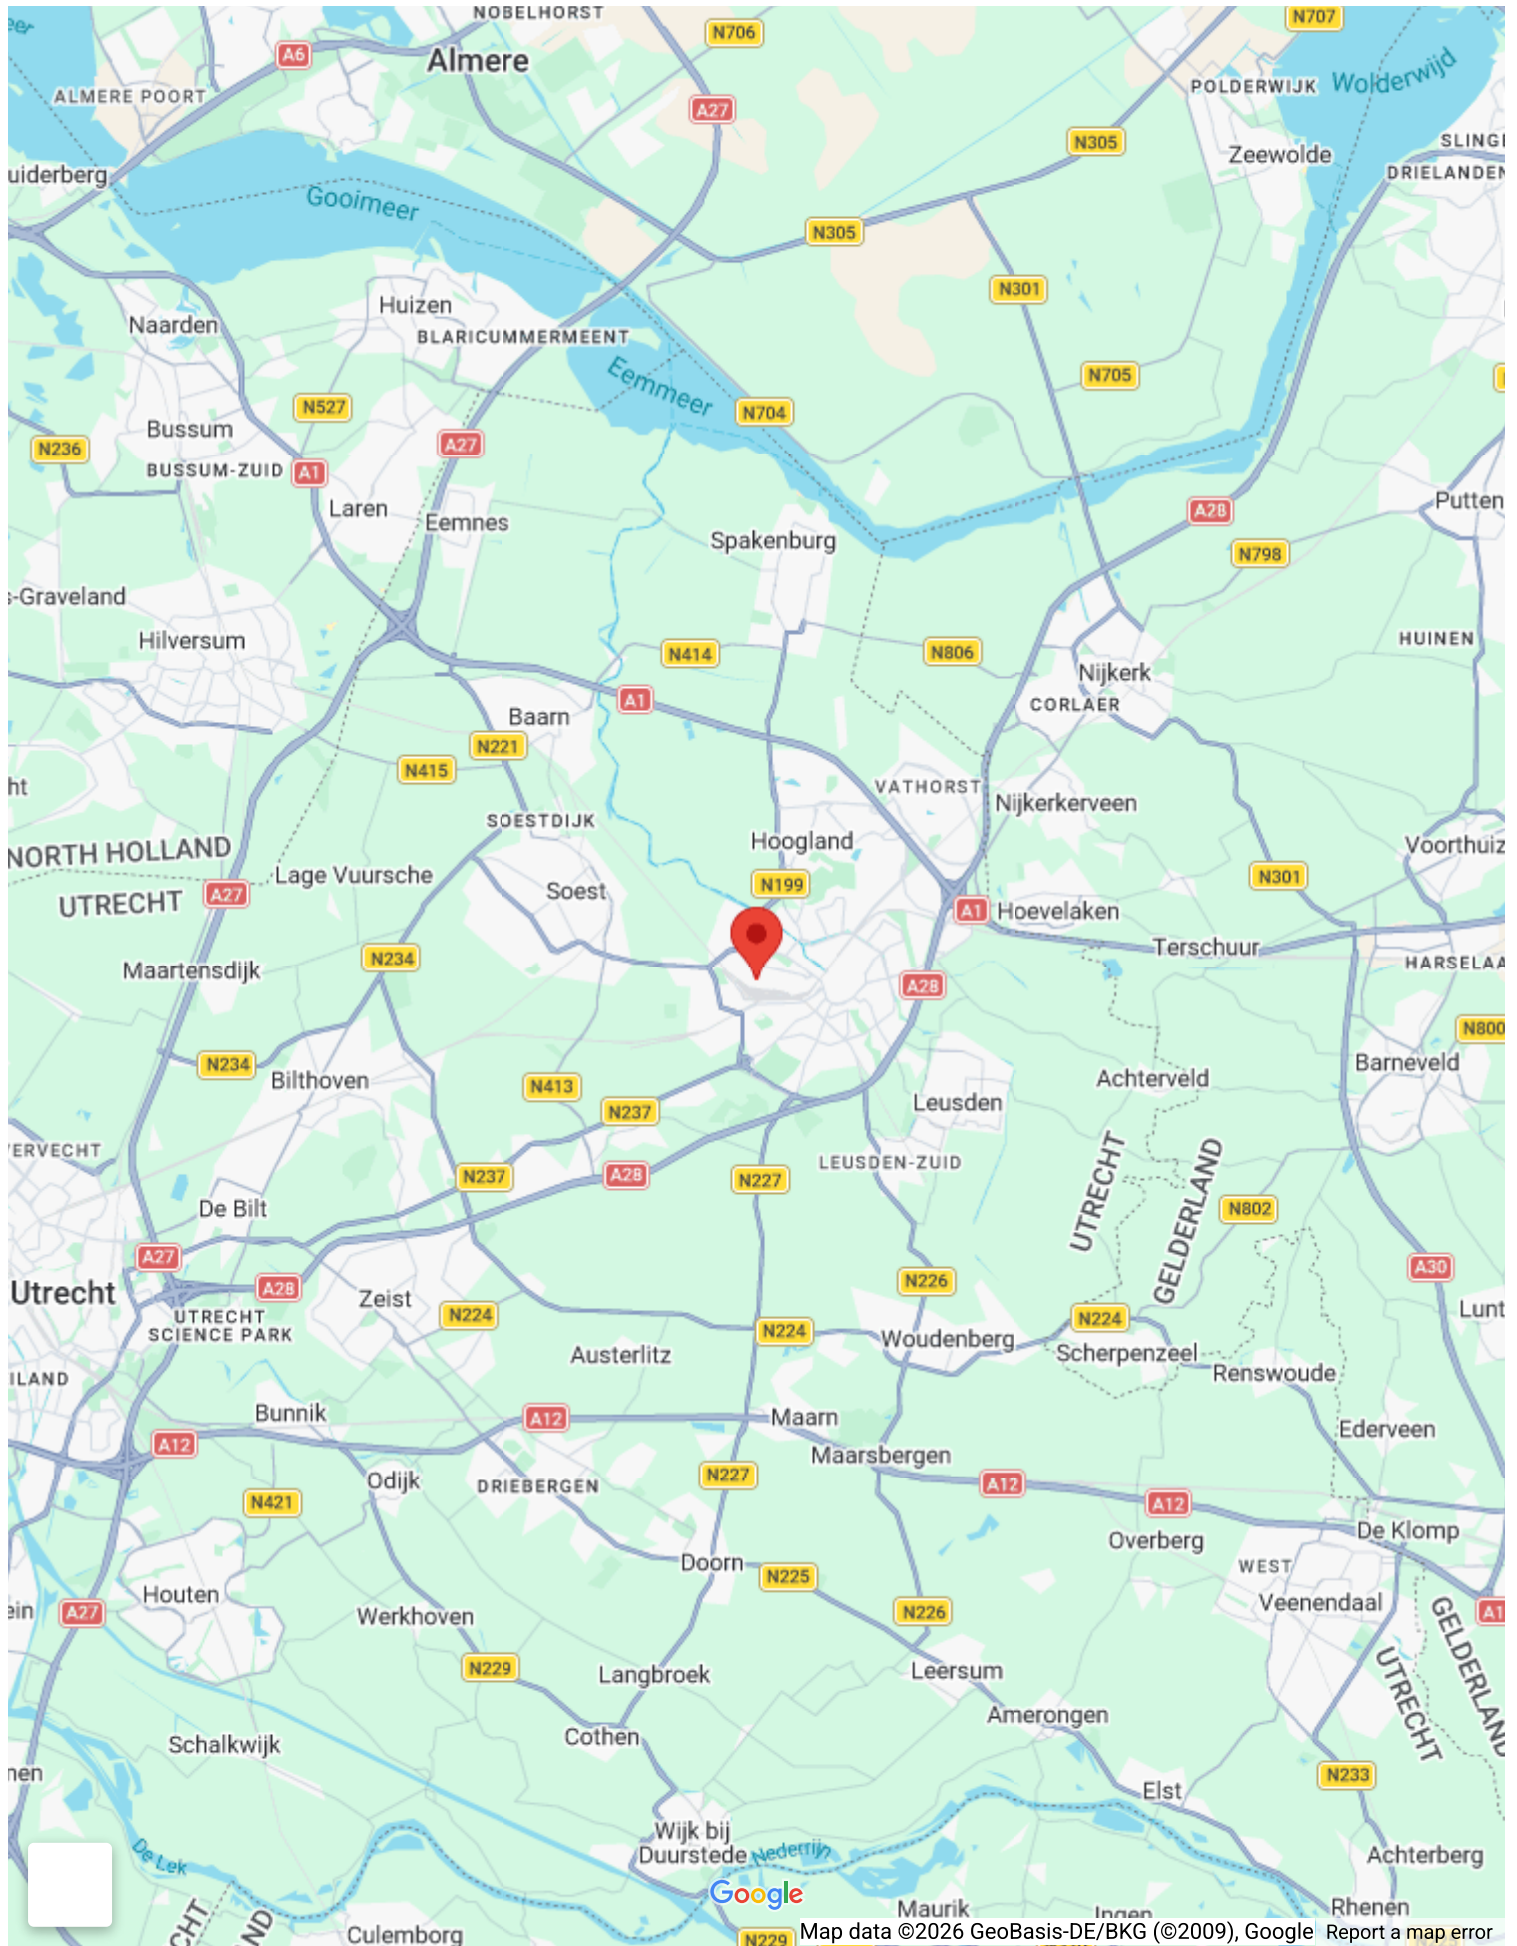 NOBELHORST
N707
N706
A6
Almere
POLDERWIJK
Wolderwijd
ALMERE POORT
A27
N305
SLINGE
Zeewolde
uiderberg
DRIELANDEN
Gooimeer
N305
N301
Huizen
Naarden
BLARICUMMERMEENT
Eemmeer
N705
N527
N704
Bussum
N236
A27
BUSSUM-ZUID
A1
Laren
Eemnes
Putten
A28
Spakenburg
N798
s-Graveland
Hilversum
HUINEN
N414
N806
Nijkerk
A1
CORLAER
Baarn
N221
N415
ht
VATHORST
Nijkerkerveen
SOESTDIJK
Hoogland
NORTH HOLLAND
Voorthuiz
Lage Vuursche
N199
N301
A27
Soest
UTRECHT
A1
Hoevelaken
Terschuur
N234
Maartensdijk
HARSELAA
A28
N800
N234
Bilthoven
Barneveld
N413
Achterveld
N237
Leusden
VERVECHT
LEUSDEN-ZUID
N237
A28
N227
UTRECHT
GELDERLAND
De Bilt
N802
A27
A30
Utrecht
A28
N226
Zeist
N224
UTRECHT
SCIENCE PARK
N224
N224
Lunt
Woudenberg
Austerlitz
Scherpenzeel
Renswoude
ILAND
Bunnik
A12
Maarn
Ederveen
A12
Maarsbergen
Odijk
DRIEBERGEN
N227
A12
N421
A12
De Klomp
Overberg
Doorn
WEST
N225
Houten
Veenendaal
ein
A27
Werkhoven
N226
A1
GELDERLAND
N229
Langbroek
Leersum
UTRECHT
Amerongen
Cothen
Schalkwijk
nen
N233
Elst
Wijk bij
Duurstede
Nederrijn
De Lek
Achterberg
Google
Maurik
Rhenen
CHT
ND
Culemborg
N229
Map data ©2026 GeoBasis-DE/BKG (©2009), Google
Report a map error